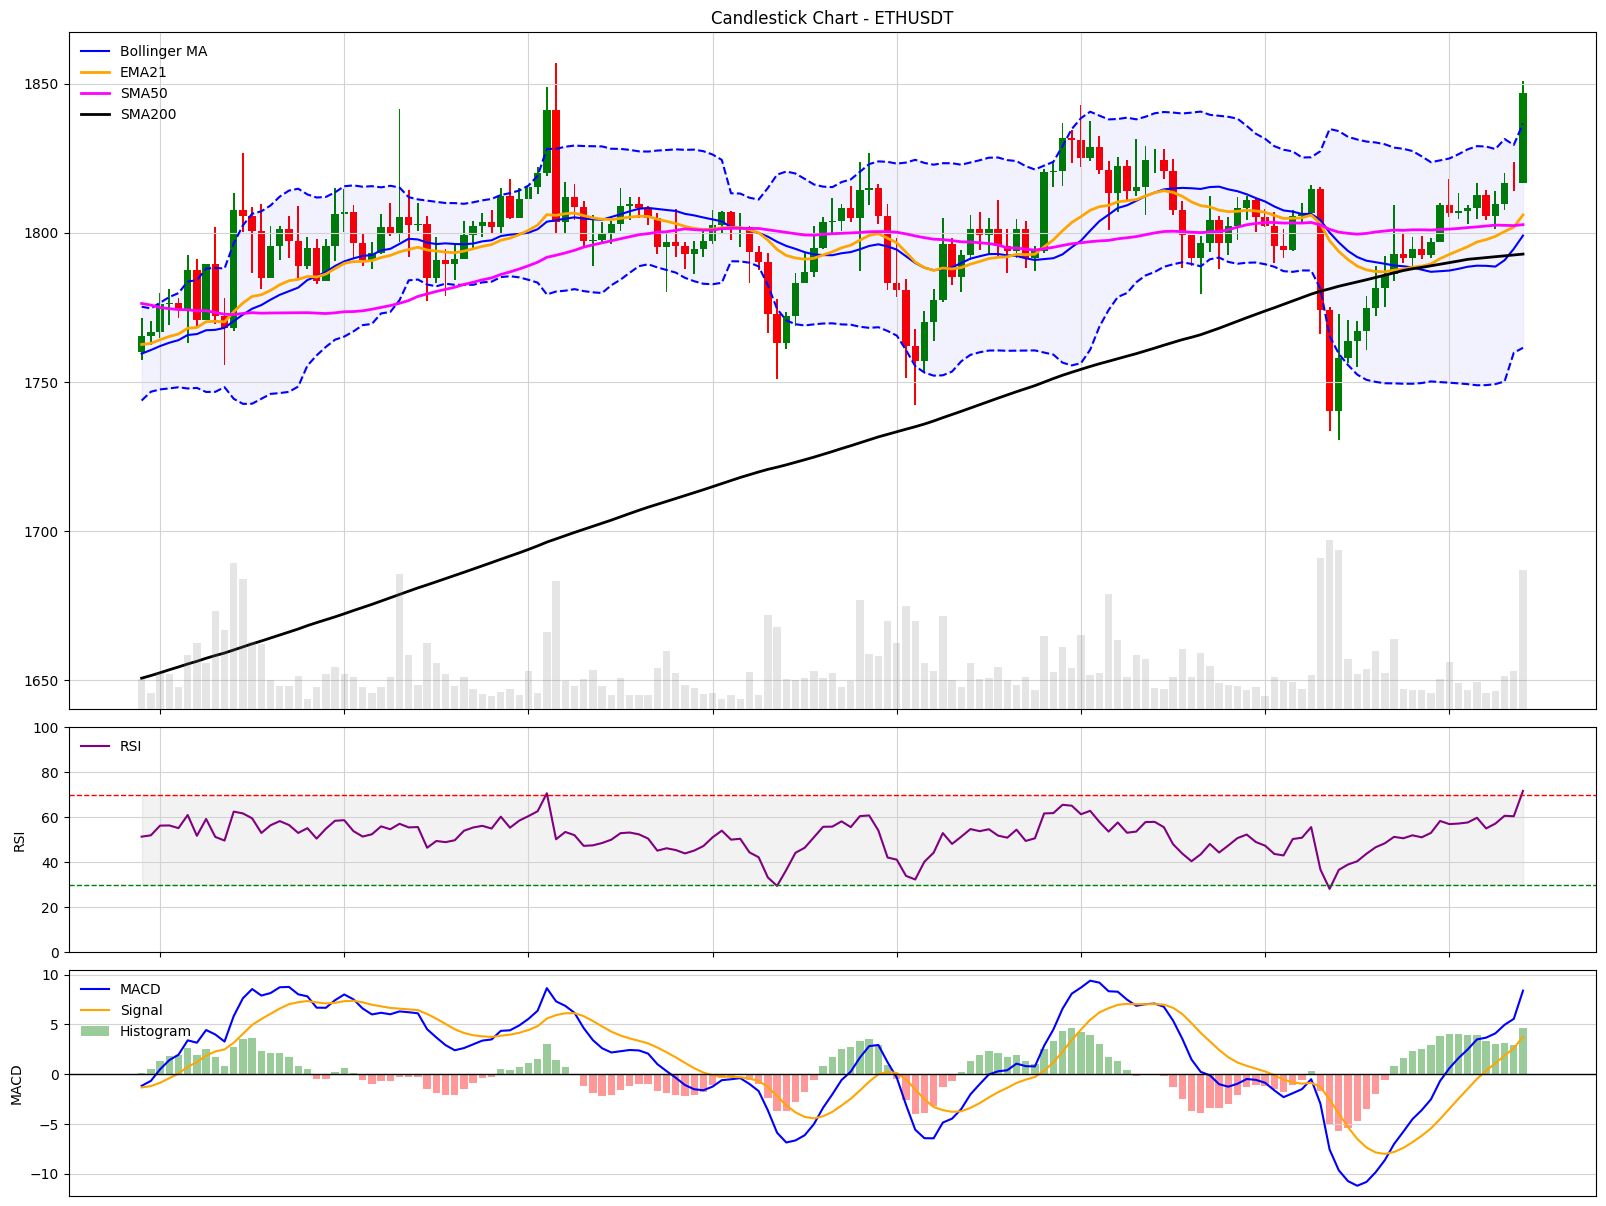 Candlestick Chart - ETHUSDT
Bollinger MA
EMA21
SMA50
SMA200
1850
1800
1750
1700
1650
RSI
100
80
60
40
20
0
RSI
MACD
Signal
Histogram
10
5
0
−5
−10
MACD